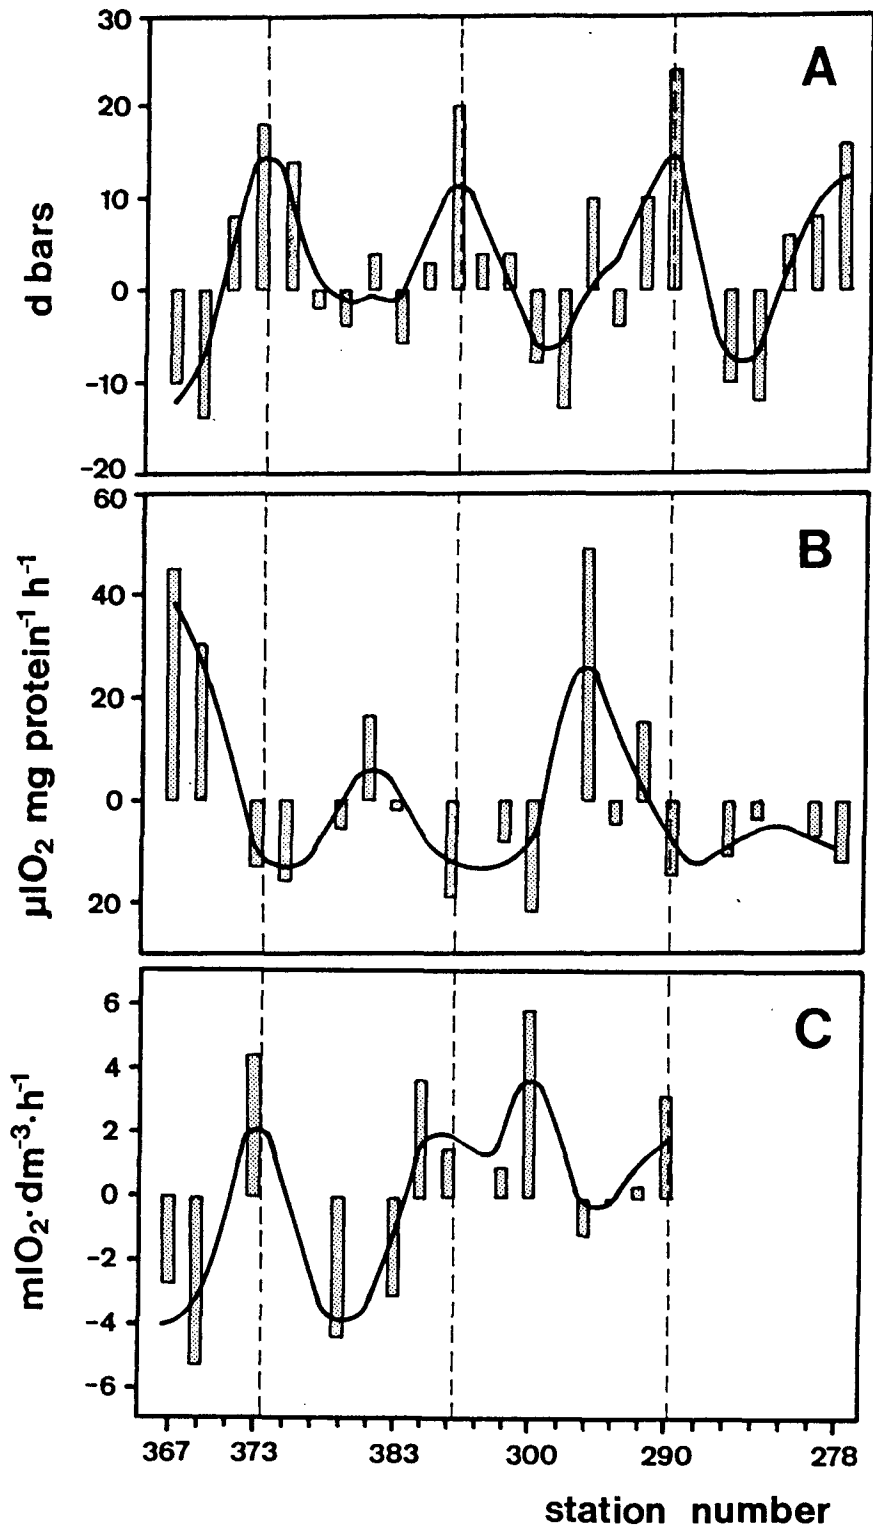 A
30
20
10
0
-10
-20
d bars
B
60
40
20
0
20
µlO₂ mg protein⁻¹ h⁻¹
C
6
4
2
0
-2
-4
-6
mlO₂·dm⁻³·h⁻¹
367 373 383 300 290 278
station number